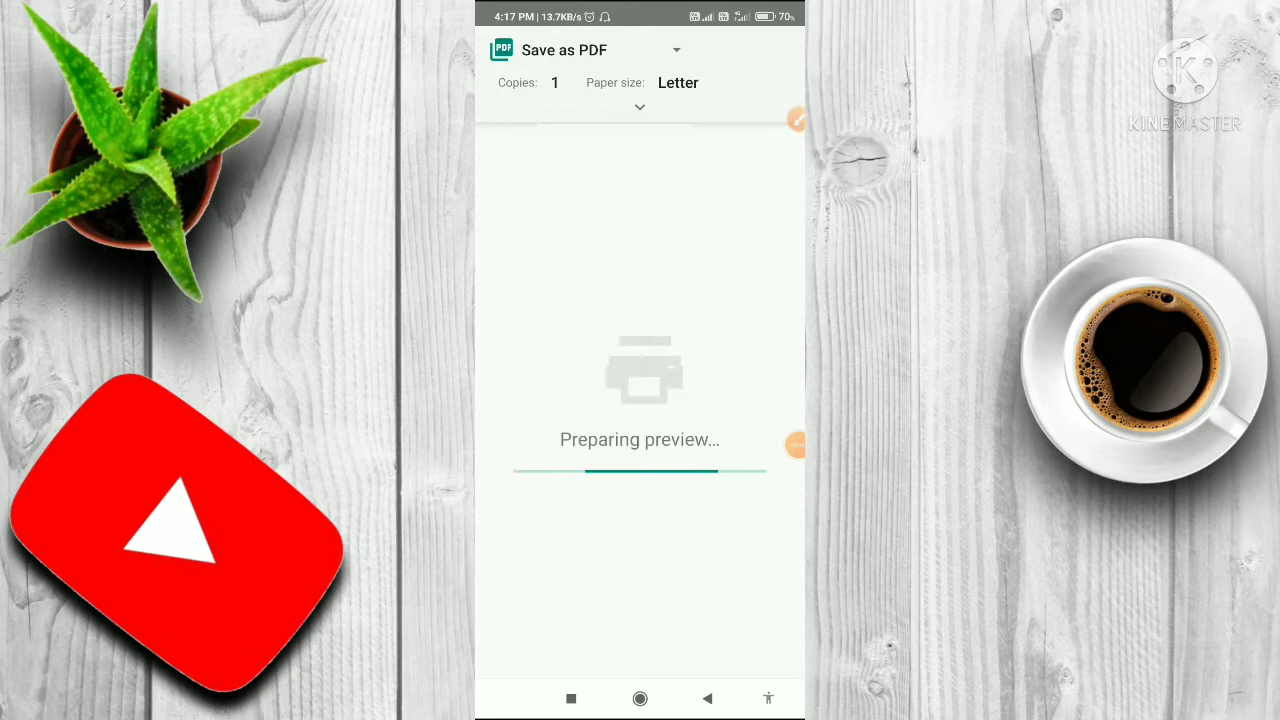 4:17 PM | 13.7KB/s 70%
PDF Save as PDF
Copies: 1 Paper size: Letter
K
KINEMASTER
Preparing preview...